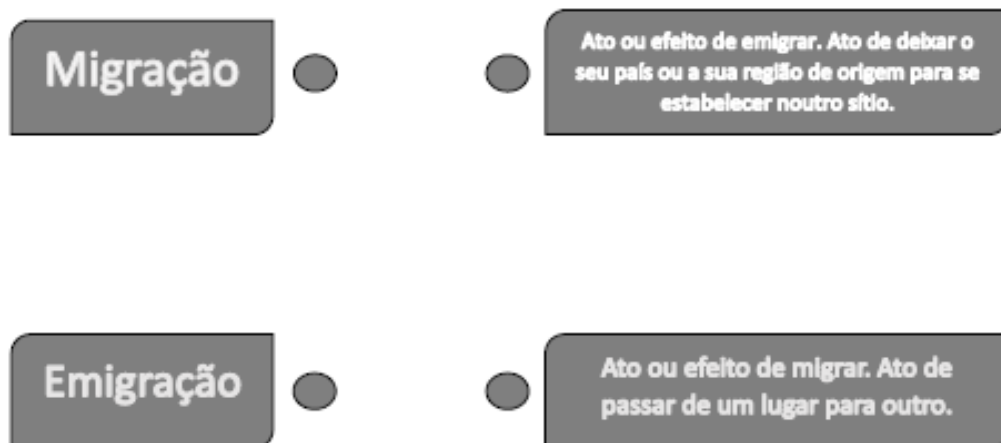 Migração
Ato ou efeito de emigrar. Ato de deixar o
seu país ou a sua região de origem para se
estabelecer noutro sítio.
Emigração
Ato ou efeito de migrar. Ato de
passar de um lugar para outro.